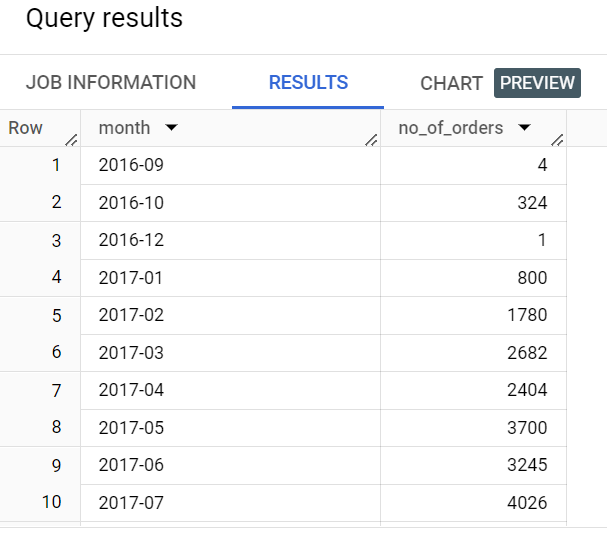 Query results
JOB INFORMATION RESULTS CHART PREVIEW
Row month no_of_orders
1 2016-09 4
2 2016-10 324
3 2016-12 1
4 2017-01 800
5 2017-02 1780
6 2017-03 2682
7 2017-04 2404
8 2017-05 3700
9 2017-06 3245
10 2017-07 4026